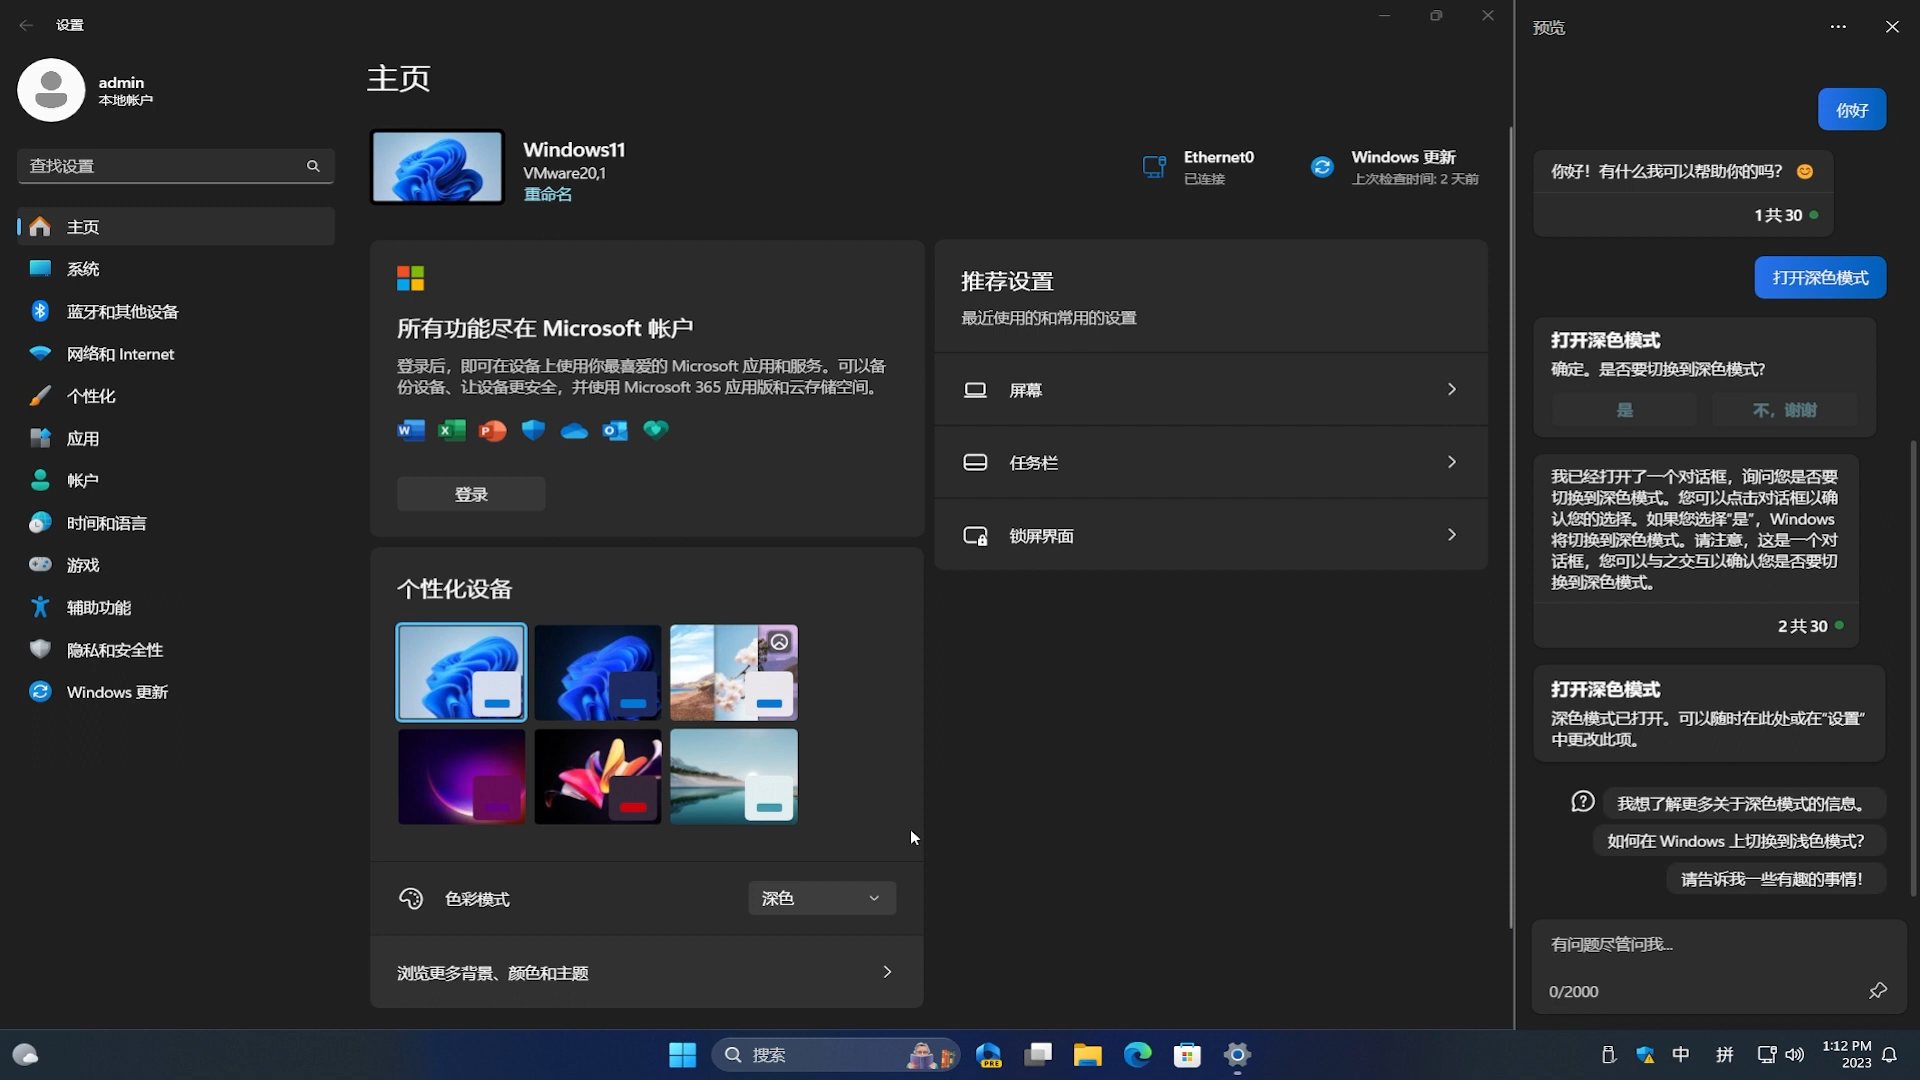 设置
admin
本地帐户
查找设置
主页
系统
蓝牙和其他设备
网络和 Internet
个性化
应用
帐户
时间和语言
游戏
辅助功能
隐私和安全性
Windows 更新
主页
Windows11
VMware20,1
重命名
Ethernet0
已连接
Windows 更新
上次检查时间: 2 天前
所有功能尽在 Microsoft 帐户
登录后，即可在设备上使用你最喜爱的 Microsoft 应用和服务。可以备
份设备、让设备更安全，并使用 Microsoft 365 应用版和云存储空间。
登录
个性化设备
色彩模式
深色
浏览更多背景、颜色和主题
推荐设置
最近使用的和常用的设置
屏幕
任务栏
锁屏界面
预览
你好
你好！有什么我可以帮助你的吗？ 😊
1 共 30
打开深色模式
打开深色模式
确定。是否要切换到深色模式?
是
不，谢谢
我已经打开了一个对话框，询问您是否要
切换到深色模式。您可以点击对话框以确
认您的选择。如果您选择“是”，Windows
将切换到深色模式。请注意，这是一个对
话框，您可以与之交互以确认您是否要切
换到深色模式。
2 共 30
打开深色模式
深色模式已打开。可以随时在此处或在“设置”
中更改此项。
我想了解更多关于深色模式的信息。
如何在 Windows 上切换到浅色模式?
请告诉我一些有趣的事情!
有问题尽管问我...
0/2000
搜索
PRE
中
拼
1:12 PM
2023